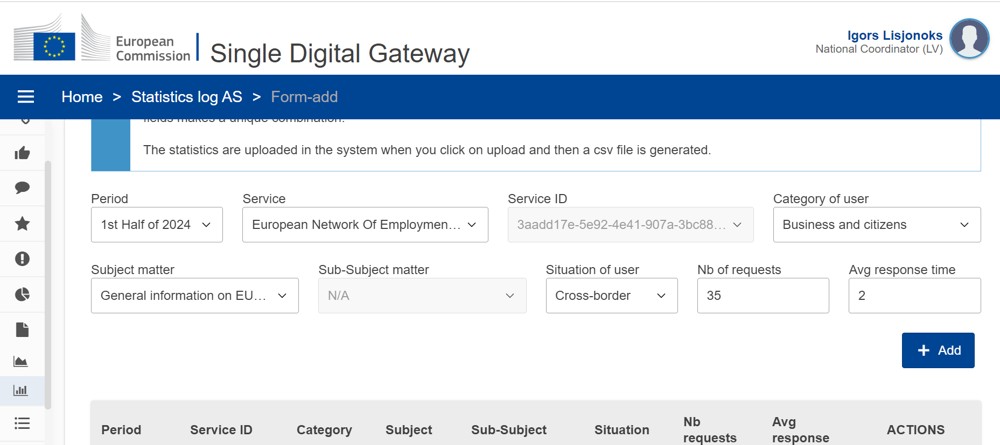 European
Commission
Single Digital Gateway
Igors Lisjonoks
National Coordinator (LV)
Home > Statistics log AS > Form-add
fields makes a unique combination.
The statistics are uploaded in the system when you click on upload and then a csv file is generated.
Period
Service
Service ID
Category of user
1st Half of 2024
European Network Of Employmen...
3aadd17e-5e92-4e41-907a-3bc88...
Business and citizens
Subject matter
Sub-Subject matter
Situation of user
Nb of requests
Avg response time
General information on EU...
N/A
Cross-border
35
2
+ Add
Period
Service ID
Category
Subject
Sub-Subject
Situation
Nb
requests
Avg
response
ACTIONS